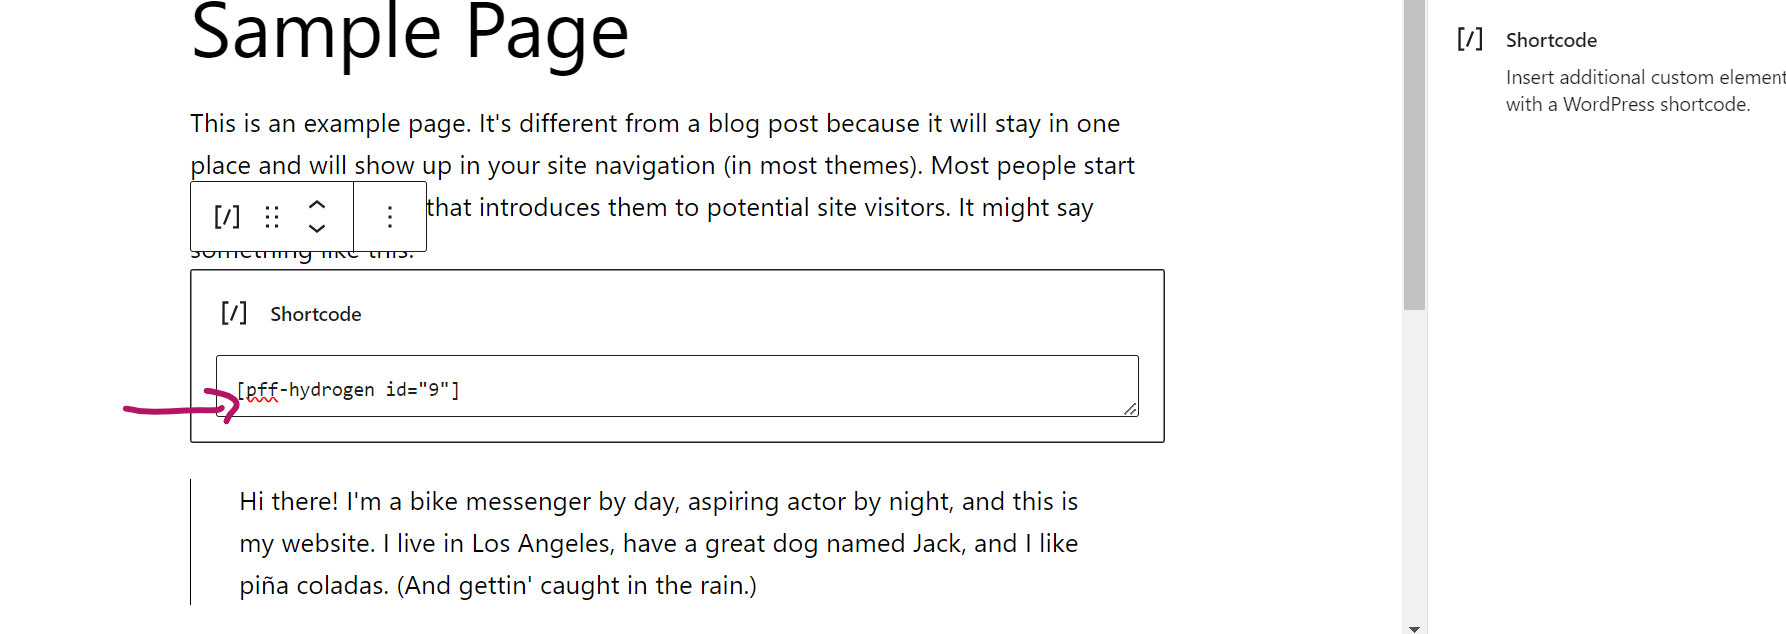 Sample Page
This is an example page. It's different from a blog post because it will stay in one
place and will show up in your site navigation (in most themes). Most people start
that introduces them to potential site visitors. It might say
something like this:
[/] Shortcode
[pff-hydrogen id="9"]
Hi there! I'm a bike messenger by day, aspiring actor by night, and this is
my website. I live in Los Angeles, have a great dog named Jack, and I like
piña coladas. (And gettin' caught in the rain.)
[/] Shortcode
Insert additional custom element
with a WordPress shortcode.